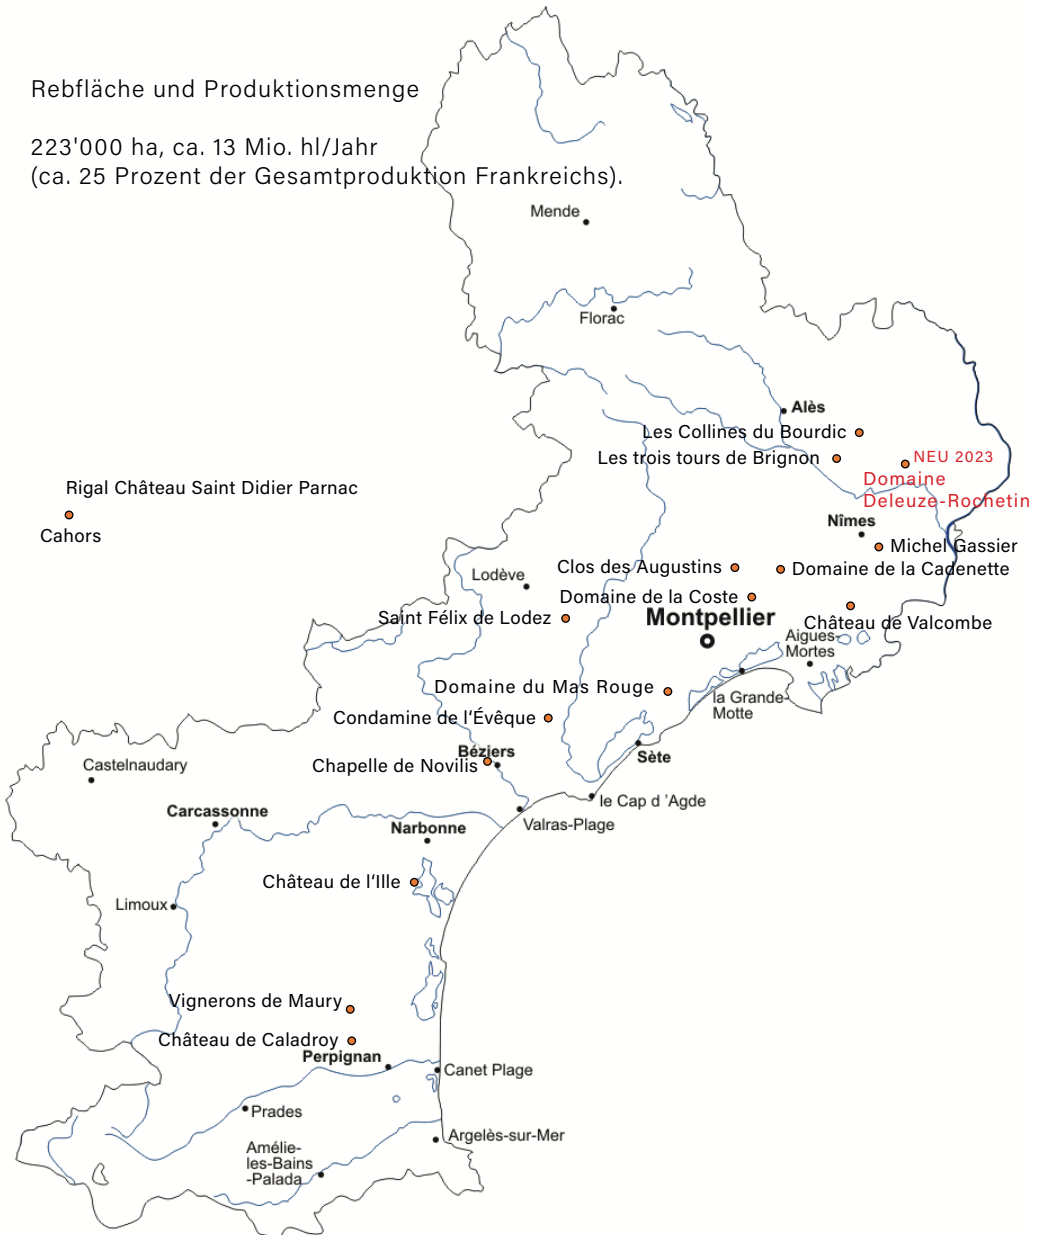 Rebfläche und Produktionsmenge
223'000 ha, ca. 13 Mio. hl/Jahr
(ca. 25 Prozent der Gesamtproduktion Frankreichs).
Mende
Florac
Alès
Les Collines du Bourdic
Les trois tours de Brignon
NEU 2023
Domaine
Deleuze-Rochetin
Rigal Château Saint Didier Parnac
Cahors
Nîmes
Michel Gassier
Clos des Augustins
Domaine de la Cadenette
Lodève
Domaine de la Coste
Saint Félix de Lodez
Montpellier
Château de Valcombe
Aigues-
Mortes
Domaine du Mas Rouge
la Grande-
Motte
Condamine de l‘Évêque
Béziers
Sète
Chapelle de Novilis
Castelnaudary
le Cap d ’Agde
Carcassonne
Valras-Plage
Narbonne
Château de l‘Ille
Limoux
Vignerons de Maury
Château de Caladroy
Perpignan
Canet Plage
Prades
Argelès-sur-Mer
Amélie-
les-Bains
-Palada